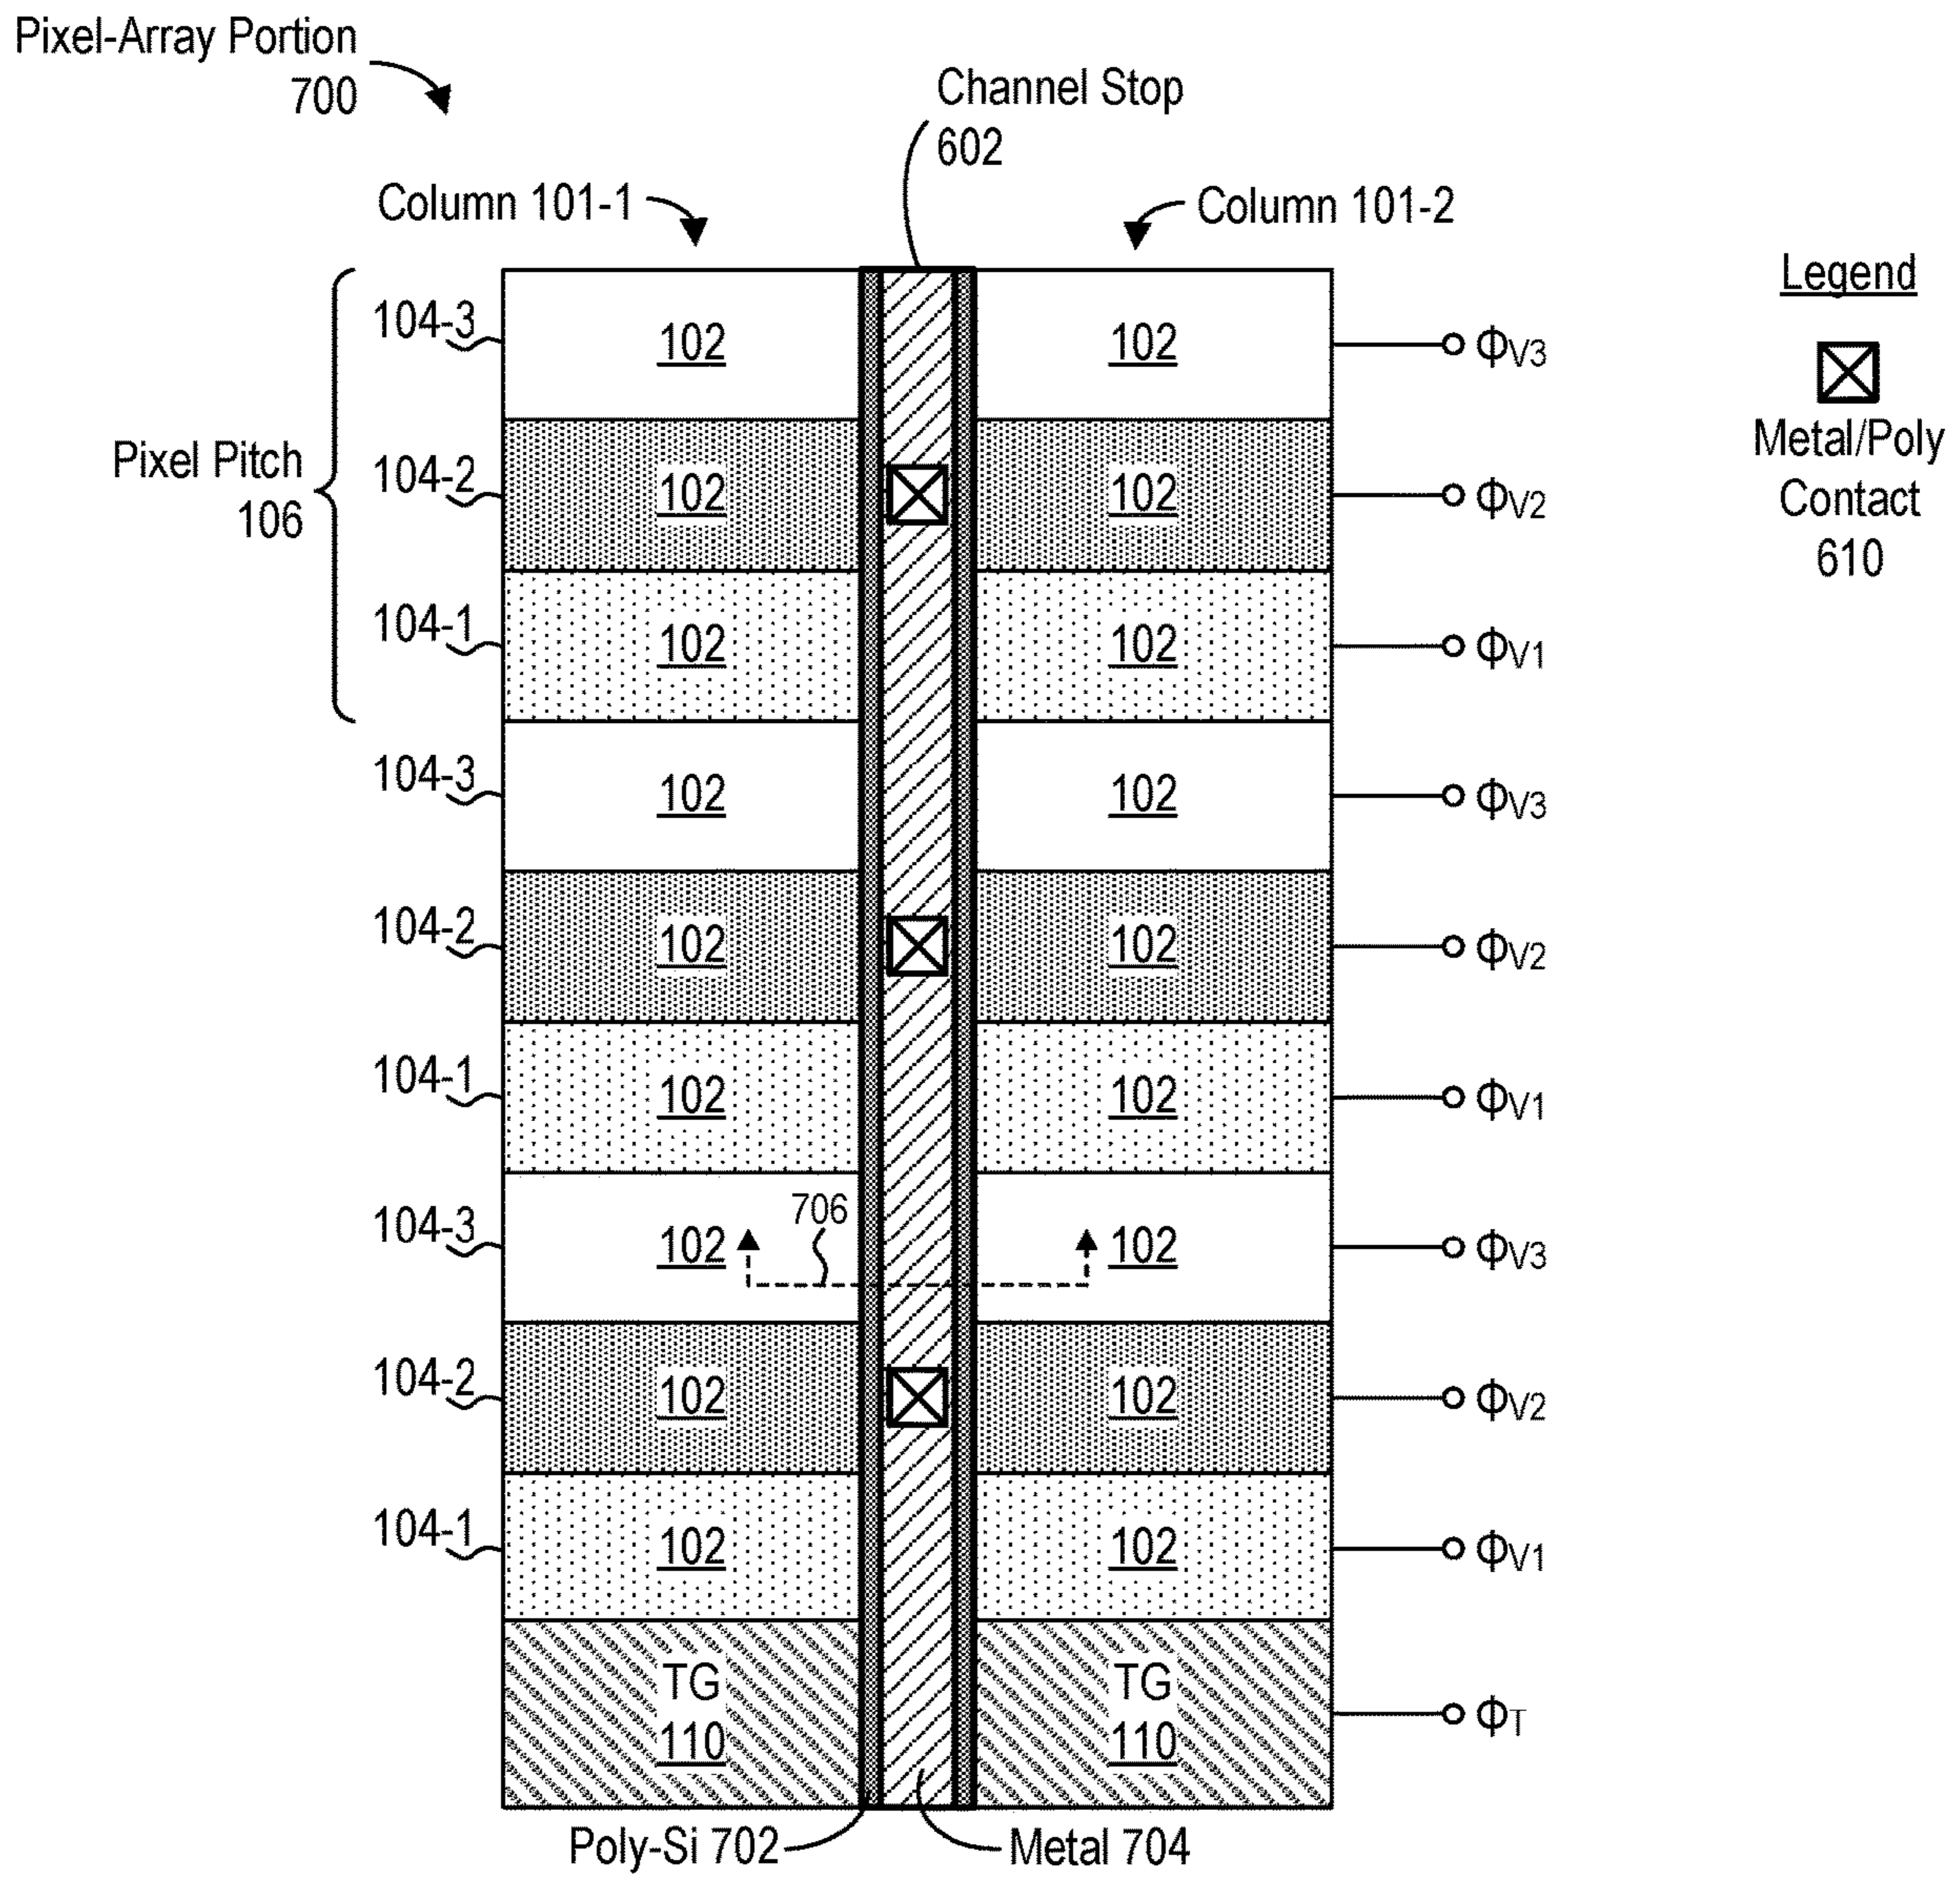 Pixel-Array Portion
700
Channel Stop
602
Column 101-1
Column 101-2
Legend
Metal/Poly
Contact
610
Pixel Pitch
106
104-3 102 102 ΦV3
104-2 102 102 ΦV2
104-1 102 102 ΦV1
104-3 102 102 ΦV3
104-2 102 102 ΦV2
104-1 102 102 ΦV1
706
104-3 102 102 ΦV3
104-2 102 102 ΦV2
104-1 102 102 ΦV1
TG TG
110 110 ΦT
Poly-Si 702
Metal 704